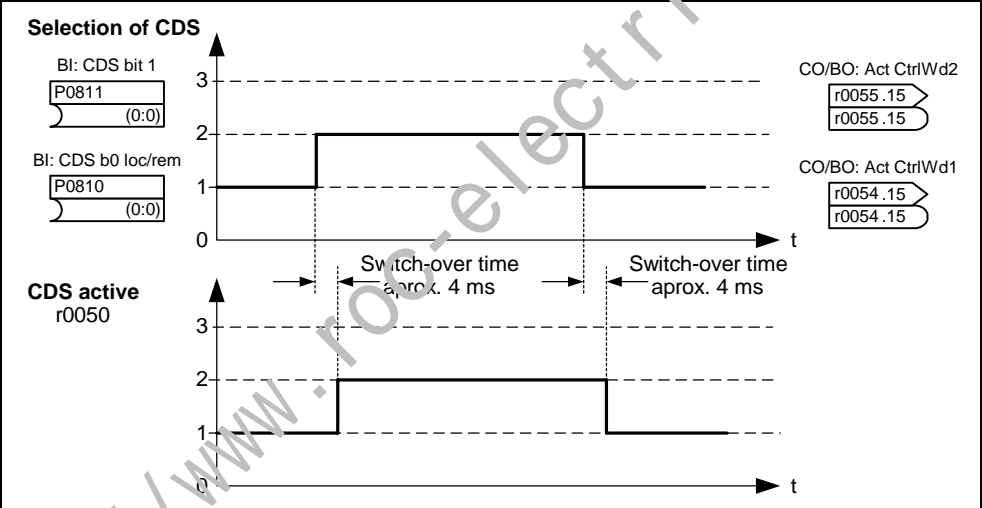 Selection of CDS
BI: CDS bit 1
P0811
(0:0)
BI: CDS b0 loc/rem
P0810
(0:0)
3
2
1
0
t
CO/BO: Act CtrlWd2
r0055.15
r0055.15
CO/BO: Act CtrlWd1
r0054.15
r0054.15
Switch-over time
aprox. 4 ms
Switch-over time
aprox. 4 ms
CDS active
r0050
3
2
1
0
t
/www.roc-electri